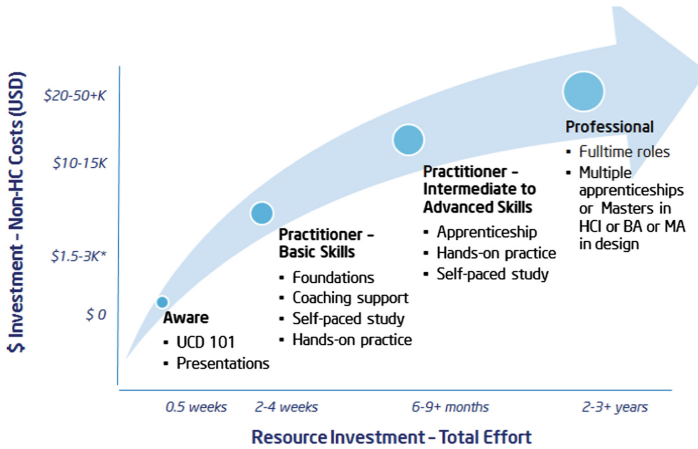 $ Investment – Non-HC Costs (USD)
$20-50+K
$10-15K
$1.5-3K*
$ 0
Aware
▪ UCD 101
▪ Presentations
Practitioner –
Basic Skills
▪ Foundations
▪ Coaching support
▪ Self-paced study
▪ Hands-on practice
Practitioner –
Intermediate to
Advanced Skills
▪ Apprenticeship
▪ Hands-on practice
▪ Self-paced study
Professional
▪ Fulltime roles
▪ Multiple
apprenticeships
or Masters in
HCI or BA or MA
in design
0.5 weeks
2-4 weeks
6-9+ months
2-3+ years
Resource Investment – Total Effort